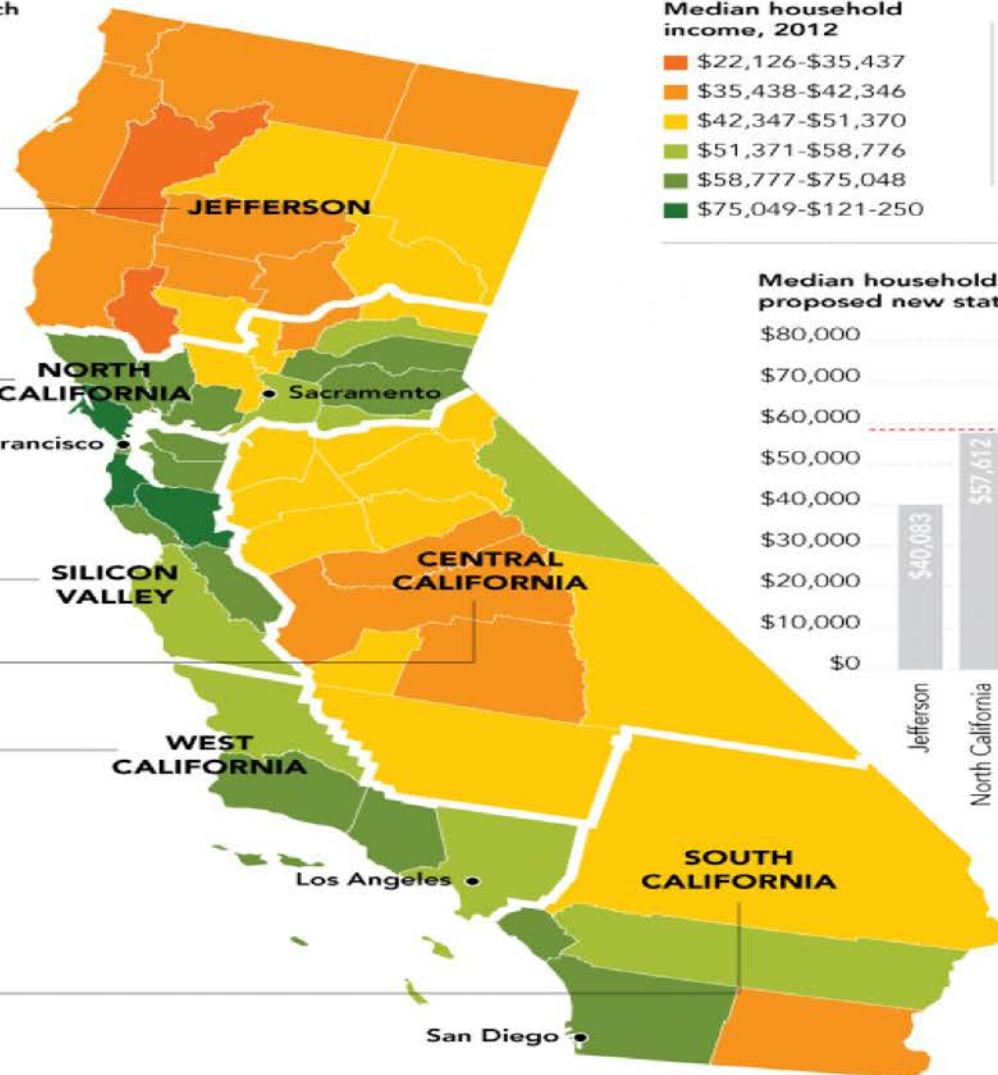 ch
Median household
income, 2012
$22,126-$35,437
$35,438-$42,346
$42,347-$51,370
$51,371-$58,776
$58,777-$75,048
$75,049-$121-250
JEFFERSON
Median household
proposed new stat
$80,000
$70,000
$60,000
$50,000
$40,000
$30,000
$20,000
$10,000
$0
$40,083
$57,612
Jefferson
North California
NORTH
CALIFORNIA
Sacramento
rancisco
SILICON
VALLEY
CENTRAL
CALIFORNIA
WEST
CALIFORNIA
Los Angeles
SOUTH
CALIFORNIA
San Diego